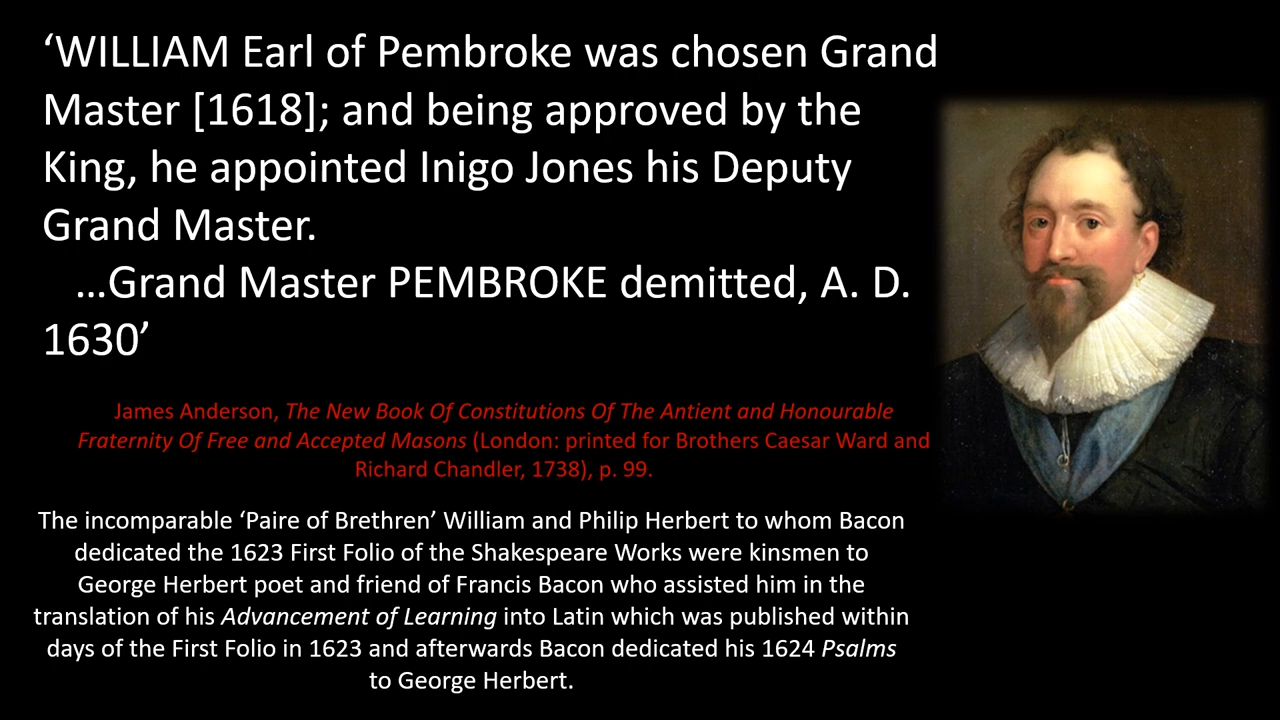 ‘WILLIAM Earl of Pembroke was chosen Grand
Master [1618]; and being approved by the
King, he appointed Inigo Jones his Deputy
Grand Master.
…Grand Master PEMBROKE demitted, A. D.
1630’
James Anderson, The New Book Of Constitutions Of The Antient and Honourable
Fraternity Of Free and Accepted Masons (London: printed for Brothers Caesar Ward and
Richard Chandler, 1738), p. 99.
The incomparable ‘Paire of Brethren’ William and Philip Herbert to whom Bacon
dedicated the 1623 First Folio of the Shakespeare Works were kinsmen to
George Herbert poet and friend of Francis Bacon who assisted him in the
translation of his Advancement of Learning into Latin which was published within
days of the First Folio in 1623 and afterwards Bacon dedicated his 1624 Psalms
to George Herbert.